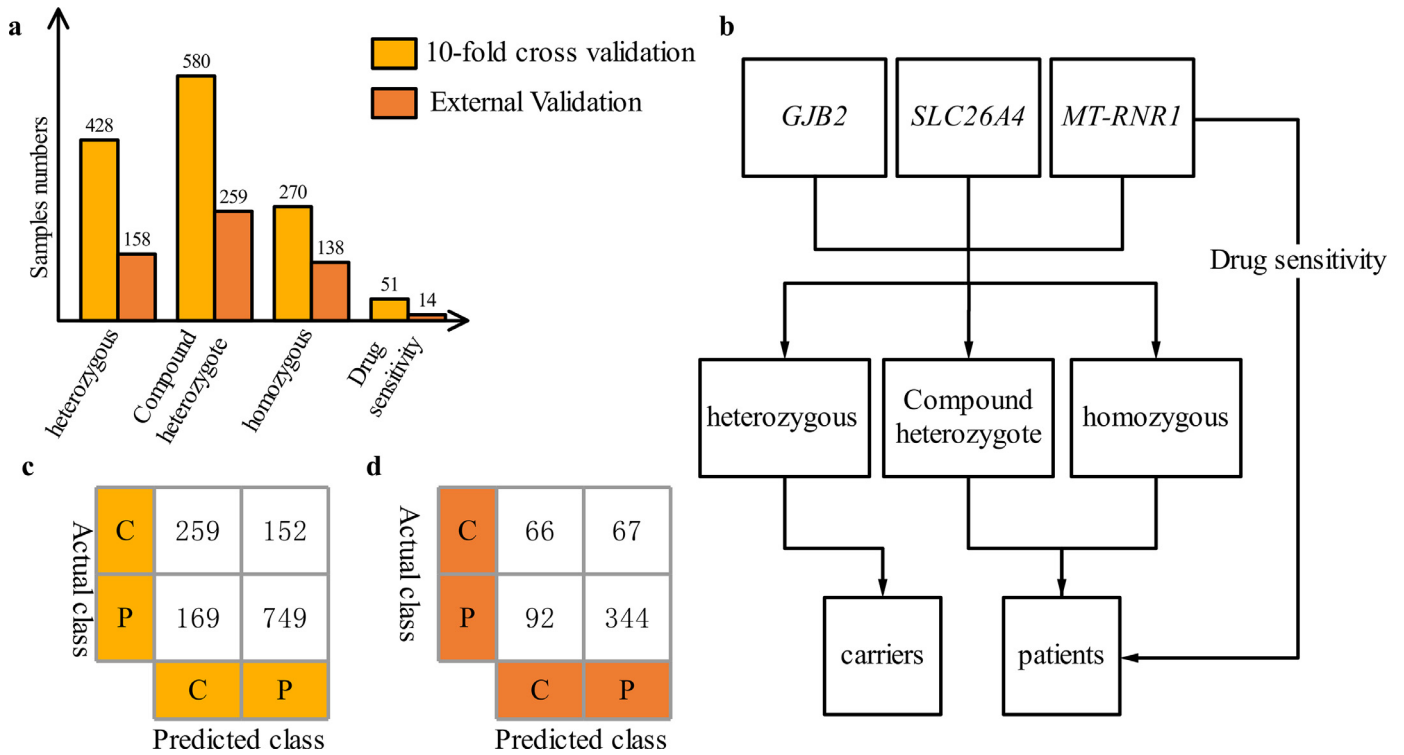 a
Samples numbers
10-fold cross validation
External Validation
428
158
580
259
270
138
51
14
heterozygous
Compound
heterozygote
homozygous
Drug
sensitivity
b
GJB2
SLC26A4
MT-RNR1
Drug sensitivity
heterozygous
Compound
heterozygote
homozygous
carriers
patients
c
Actual class
C
259
152
P
169
749
C
P
Predicted class
d
Actual class
C
66
67
P
92
344
C
P
Predicted class